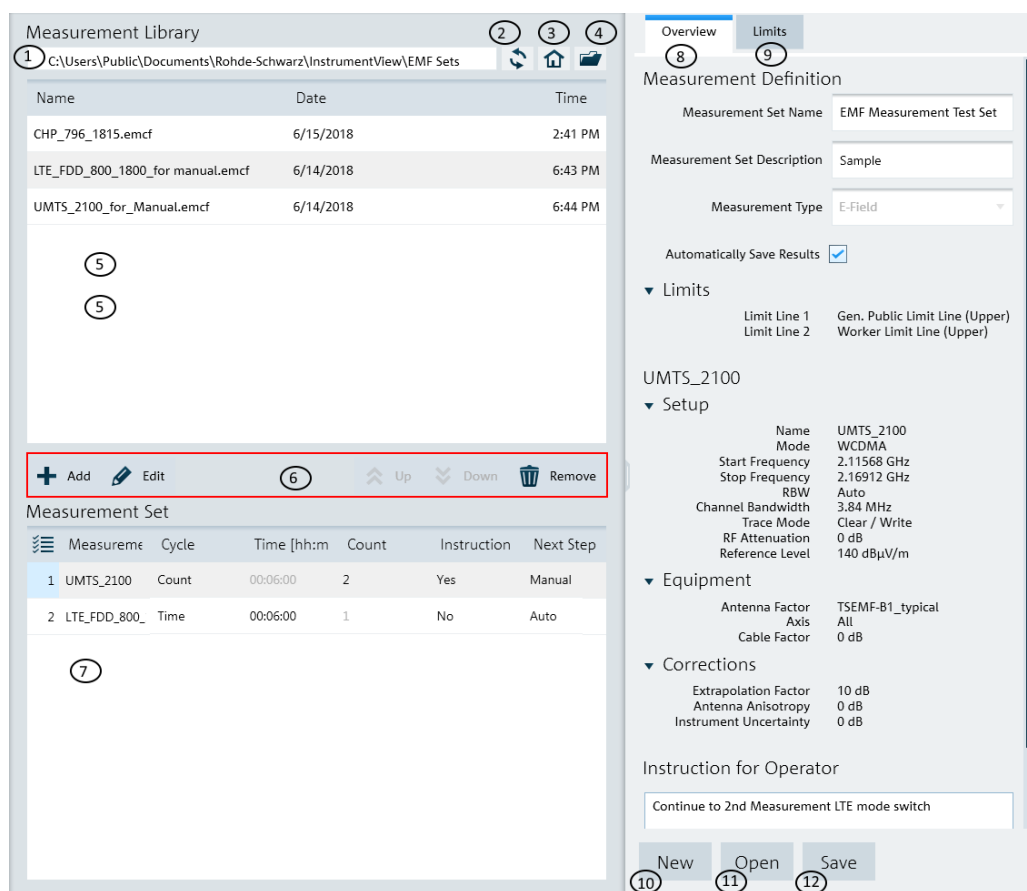 Measurement Library
2 3 4
1 C:\Users\Public\Documents\Rohde-Schwarz\InstrumentView\EMF Sets
Name Date Time
CHP_796_1815.emcf 6/15/2018 2:41 PM
LTE_FDD_800_1800_for manual.emcf 6/14/2018 6:43 PM
UMTS_2100_for_Manual.emcf 6/14/2018 6:44 PM
5
5
Add Edit 6 Up Down Remove
Measurement Set
Measureme Cycle Time [hh:m Count Instruction Next Step
1 UMTS_2100 Count 00:06:00 2 Yes Manual
2 LTE_FDD_800_ Time 00:06:00 1 No Auto
7
Overview Limits
8 9
Measurement Definition
Measurement Set Name EMF Measurement Test Set
Measurement Set Description Sample
Measurement Type E-Field
Automatically Save Results
Limits
Limit Line 1 Gen. Public Limit Line (Upper)
Limit Line 2 Worker Limit Line (Upper)
UMTS_2100
Setup
Name UMTS_2100
Mode WCDMA
Start Frequency 2.11568 GHz
Stop Frequency 2.16912 GHz
RBW Auto
Channel Bandwidth 3.84 MHz
Trace Mode Clear / Write
RF Attenuation 0 dB
Reference Level 140 dBµV/m
Equipment
Antenna Factor TSEMF-B1_typical
Axis All
Cable Factor 0 dB
Corrections
Extrapolation Factor 10 dB
Antenna Anisotropy 0 dB
Instrument Uncertainty 0 dB
Instruction for Operator
Continue to 2nd Measurement LTE mode switch
New Open Save
10 11 12